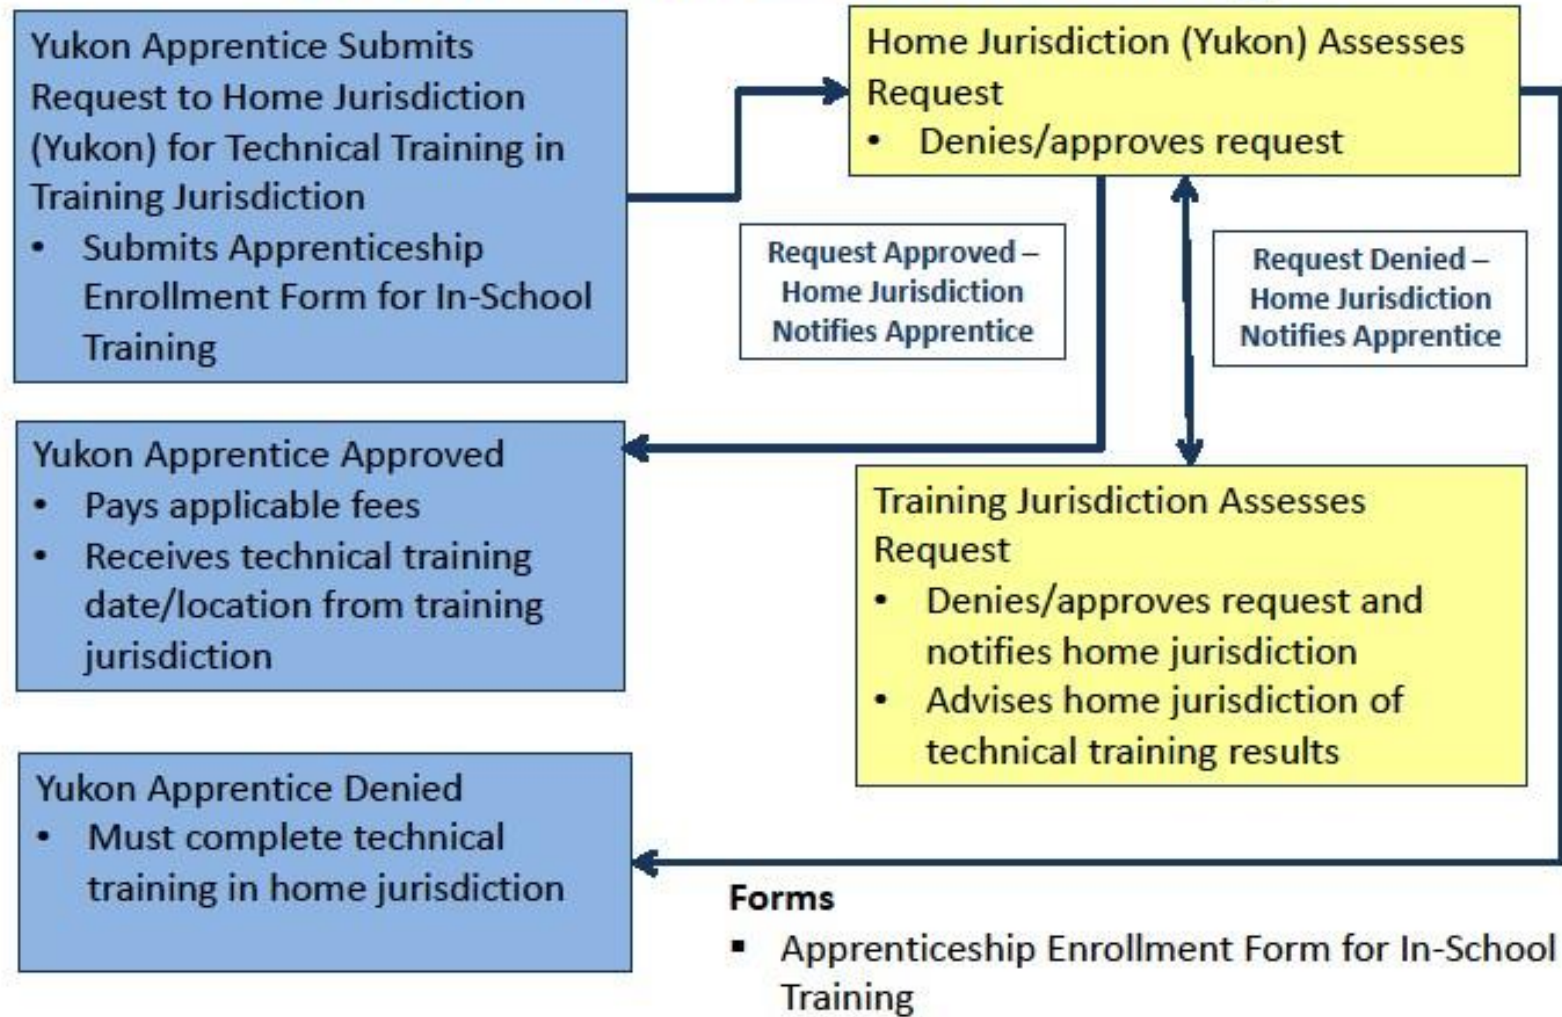 Yukon Apprentice Submits
Request to Home Jurisdiction
(Yukon) for Technical Training in
Training Jurisdiction
• Submits Apprenticeship
Enrollment Form for In-School
Training
Home Jurisdiction (Yukon) Assesses
Request
• Denies/approves request
Request Approved –
Home Jurisdiction
Notifies Apprentice
Request Denied –
Home Jurisdiction
Notifies Apprentice
Yukon Apprentice Approved
• Pays applicable fees
• Receives technical training
date/location from training
jurisdiction
Training Jurisdiction Assesses
Request
• Denies/approves request and
notifies home jurisdiction
• Advises home jurisdiction of
technical training results
Yukon Apprentice Denied
• Must complete technical
training in home jurisdiction
Forms
▪ Apprenticeship Enrollment Form for In-School
Training